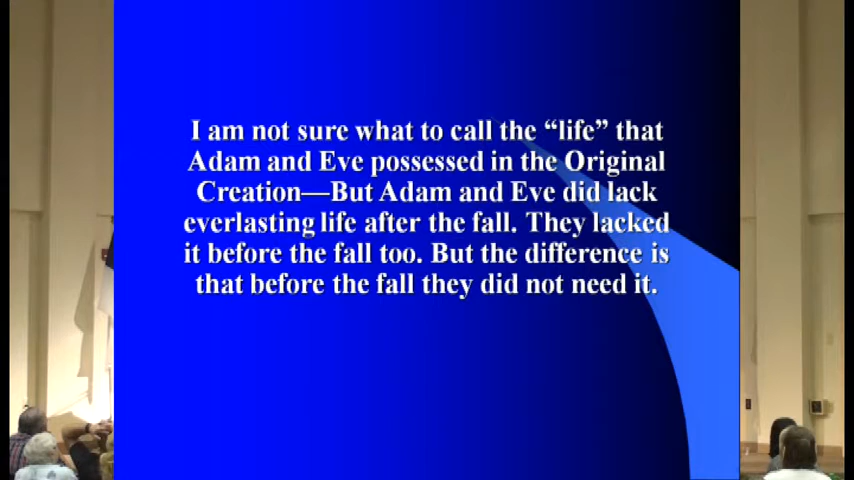 I am not sure what to call the “life” that
Adam and Eve possessed in the Original
Creation—But Adam and Eve did lack
everlasting life after the fall. They lacked
it before the fall too. But the difference is
that before the fall they did not need it.